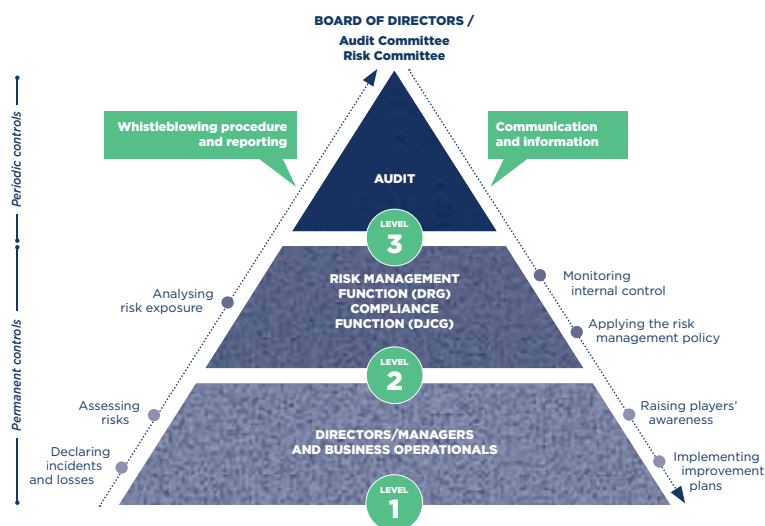 BOARD OF DIRECTORS /
Audit Committee
Risk Committee
Periodic controls
Whistleblowing procedure
and reporting
Communication
and information
AUDIT
LEVEL
3
Permanent controls
Analysing
risk exposure
RISK MANAGEMENT
FUNCTION (DRG)
COMPLIANCE
FUNCTION (DJCG)
Monitoring
internal control
Applying the risk
management policy
LEVEL
2
Assessing
risks
Declaring
incidents
and losses
DIRECTORS/MANAGERS
AND BUSINESS OPERATIONALS
Raising players’
awareness
Implementing
improvement
plans
LEVEL
1